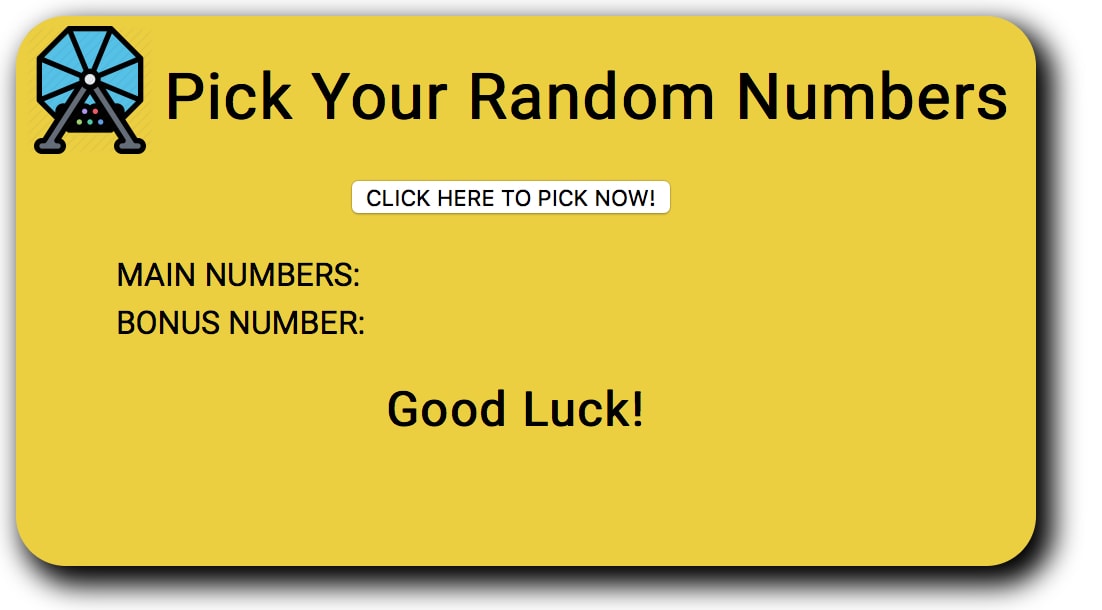 Pick Your Random Numbers
CLICK HERE TO PICK NOW!
MAIN NUMBERS:
BONUS NUMBER:
Good Luck!